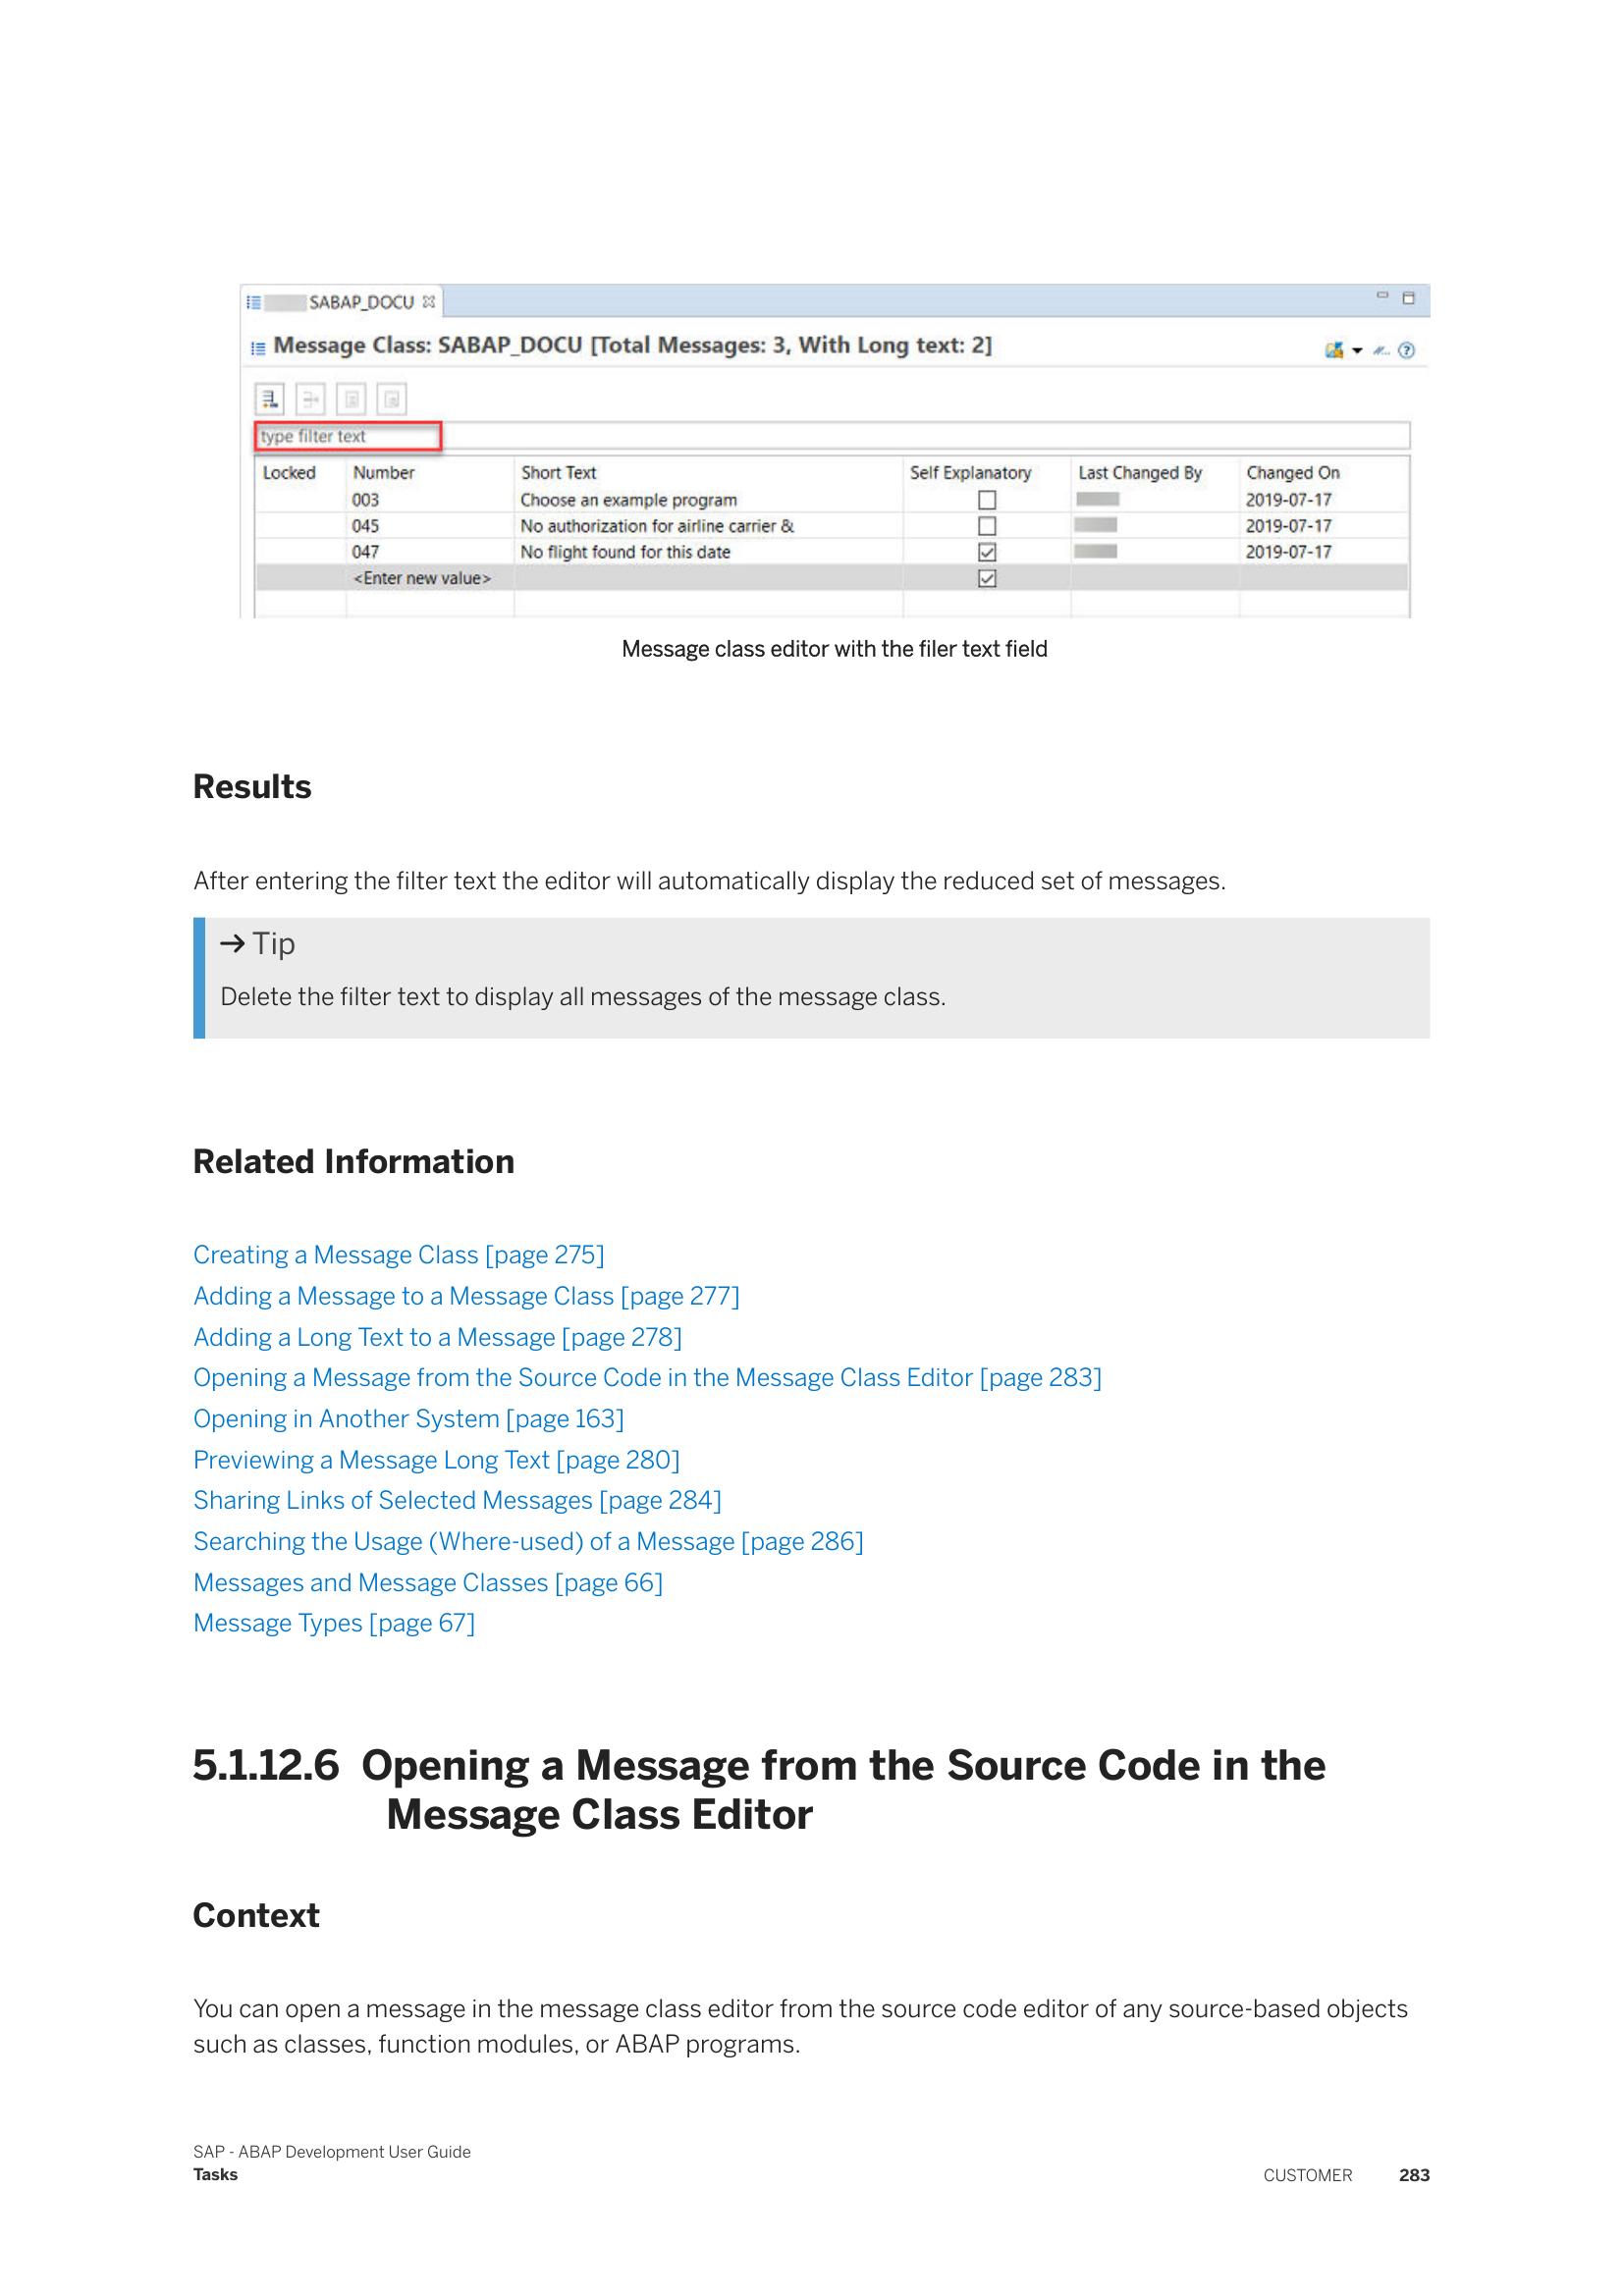 SABAP_DOCU
Message Class: SABAP_DOCU [Total Messages: 3, With Long text: 2]
type filter text
Locked Number Short Text Self Explanatory Last Changed By Changed On
003 Choose an example program 2019-07-17
045 No authorization for airline carrier & 2019-07-17
047 No flight found for this date 2019-07-17
<Enter new value>
Message class editor with the filer text field
Results
After entering the filter text the editor will automatically display the reduced set of messages.
→ Tip
Delete the filter text to display all messages of the message class.
Related Information
Creating a Message Class [page 275]
Adding a Message to a Message Class [page 277]
Adding a Long Text to a Message [page 278]
Opening a Message from the Source Code in the Message Class Editor [page 283]
Opening in Another System [page 163]
Previewing a Message Long Text [page 280]
Sharing Links of Selected Messages [page 284]
Searching the Usage (Where-used) of a Message [page 286]
Messages and Message Classes [page 66]
Message Types [page 67]
5.1.12.6 Opening a Message from the Source Code in the
Message Class Editor
Context
You can open a message in the message class editor from the source code editor of any source-based objects
such as classes, function modules, or ABAP programs.
SAP - ABAP Development User Guide
Tasks
CUSTOMER 283